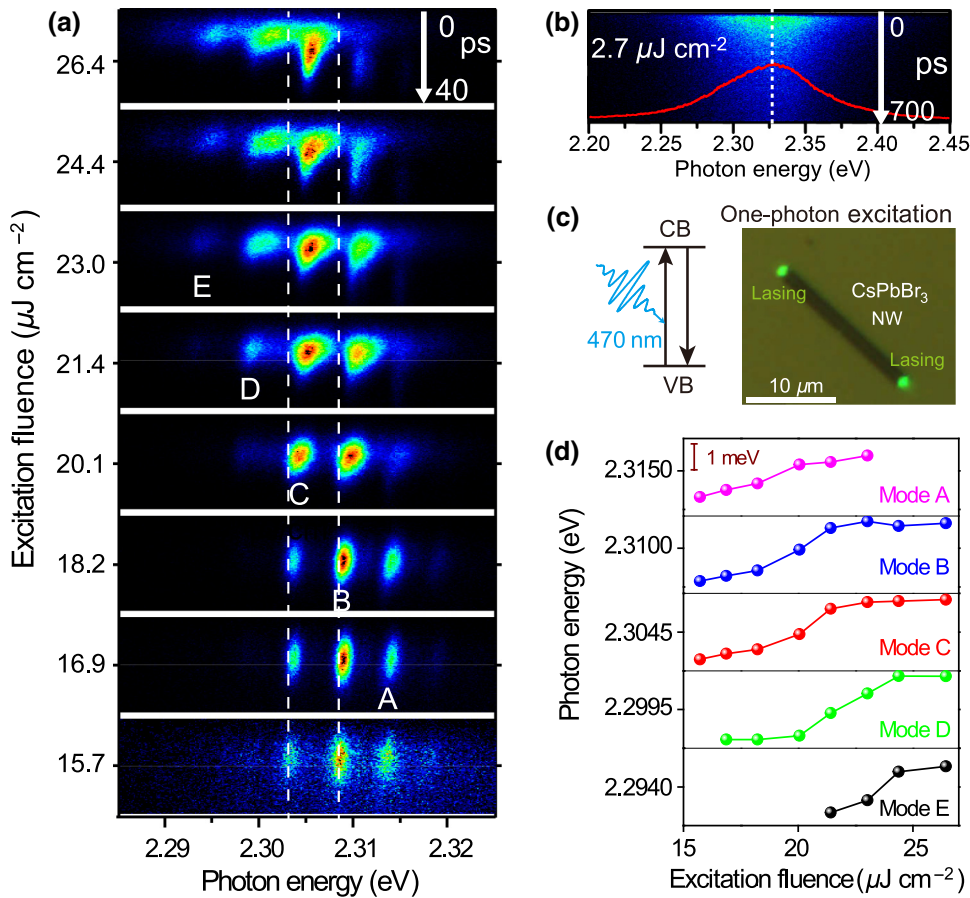 (a)
0
ps
40
26.4
24.4
23.0
E
21.4
D
20.1
C
18.2
B
16.9
A
15.7
Excitation fluence (μJ cm⁻²)
2.29 2.30 2.31 2.32
Photon energy (eV)
(b)
2.7 μJ cm⁻²
0
ps
700
2.20 2.25 2.30 2.35 2.40 2.45
Photon energy (eV)
(c)
One-photon excitation
CB
470 nm
VB
Lasing
CsPbBr₃
NW
Lasing
10 μm
(d)
1 meV
2.3150
Mode A
2.3100
Mode B
2.3045
Mode C
2.2995
Mode D
2.2940
Mode E
Photon energy (eV)
15 20 25
Excitation fluence (μJ cm⁻²)